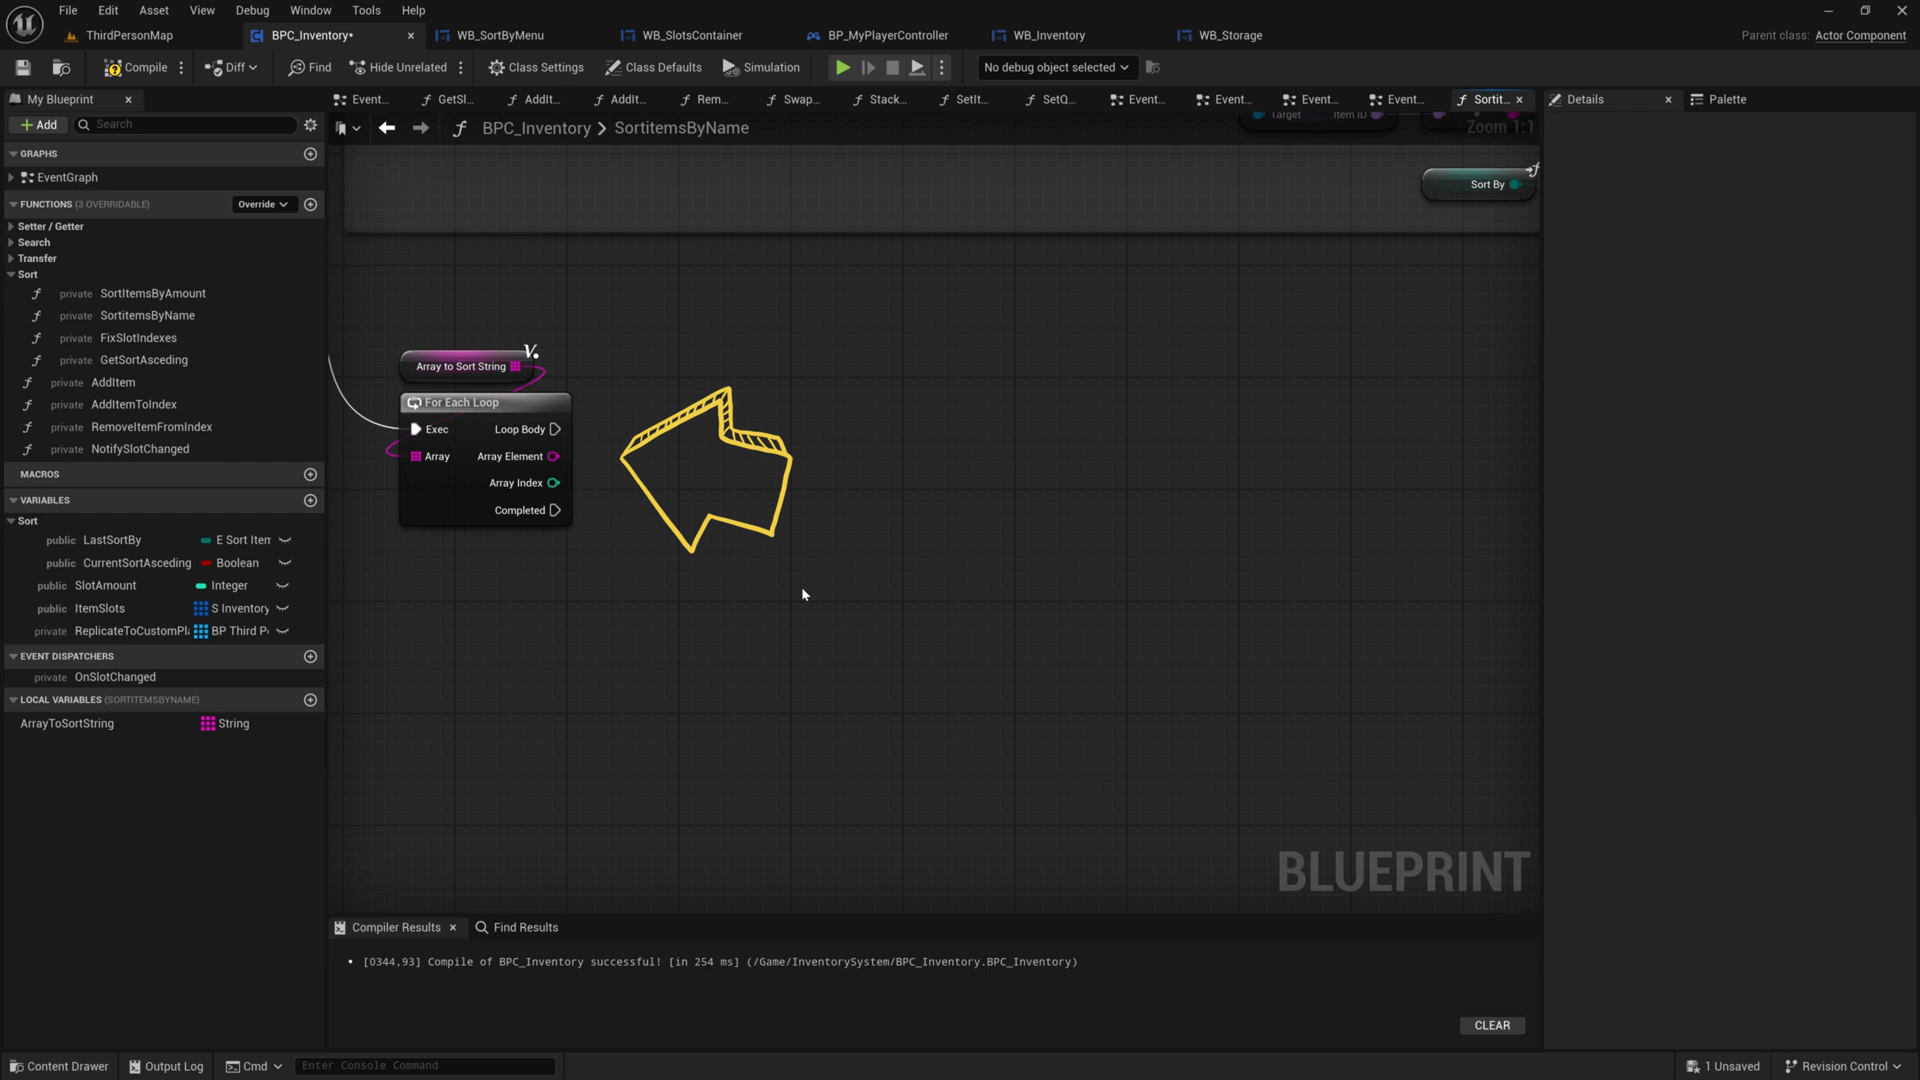 File Edit Asset View Debug Window Tools Help
ThirdPersonMap BPC_Inventory* WB_SortByMenu WB_SlotsContainer BP_MyPlayerController WB_Inventory WB_Storage Parent class: Actor Component
Compile Diff Find Hide Unrelated Class Settings Class Defaults Simulation No debug object selected
My Blueprint Event... GetSl... AddIt... AddIt... Rem... Swap... Stack... SetIt... SetQ... Event... Event... Event... Event... Sortit... Details Palette
Add Search BPC_Inventory > SortitemsByName Target Item ID Zoom 1:1
GRAPHS
EventGraph
FUNCTIONS (3 OVERRIDABLE) Override
Setter / Getter
Search
Transfer
Sort
private SortItemsByAmount
private SortitemsByName
private FixSlotIndexes
private GetSortAsceding
private AddItem
private AddItemToIndex
private RemoveItemFromIndex
private NotifySlotChanged
MACROS
VARIABLES
Sort
public LastSortBy E Sort Iter
public CurrentSortAsceding Boolean
public SlotAmount Integer
public ItemSlots S Inventory
private ReplicateToCustomPl BP Third P
EVENT DISPATCHERS
private OnSlotChanged
LOCAL VARIABLES (SORTITEMSBYNAME)
ArrayToSortString String
Sort By
Array to Sort String
V.
For Each Loop
Exec Loop Body
Array Array Element
Array Index
Completed
BLUEPRINT
Compiler Results Find Results
[0344,93] Compile of BPC_Inventory successful! [in 254 ms] (/Game/InventorySystem/BPC_Inventory.BPC_Inventory)
CLEAR
Content Drawer Output Log Cmd Enter Console Command 1 Unsaved Revision Control